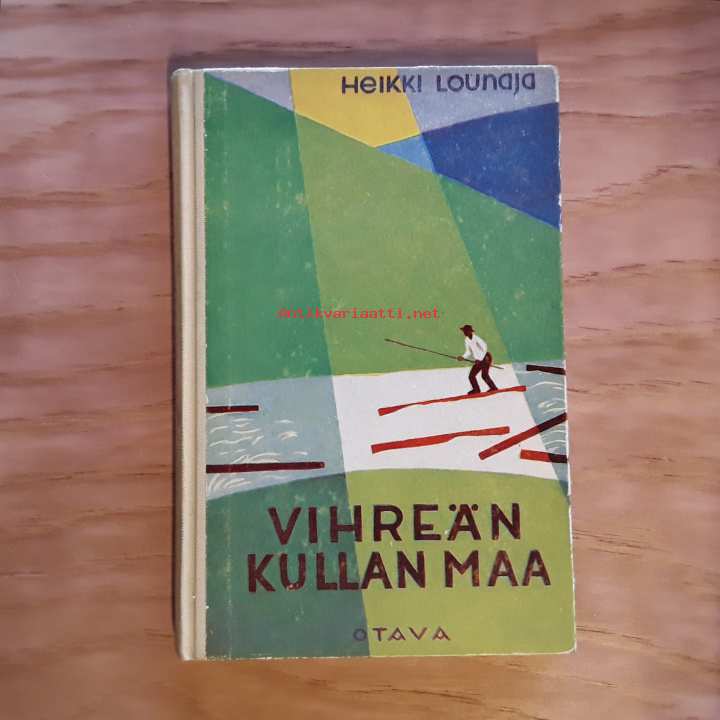 Heikki Lounaja
Antikvariaatti.net
VIHREÄN
KULLAN MAA
OTAVA